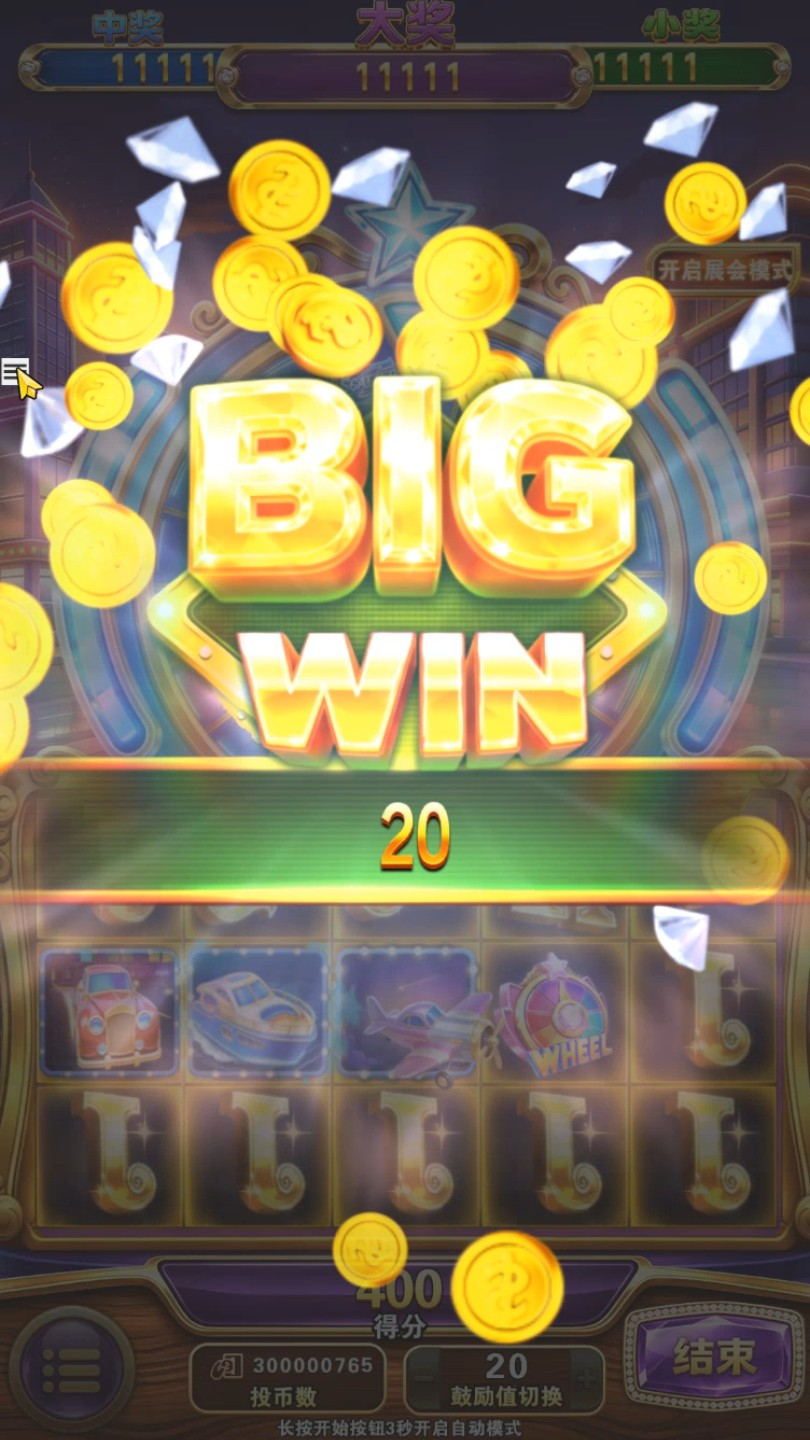 中奖 大奖 小奖
11111 11111 11111
开启展会模式
BIG
WIN
20
WHEEL
J
J J J J J
400
得分
300000765 20 结束
投币数 鼓励值切换
长按开始按钮3秒开启自动模式